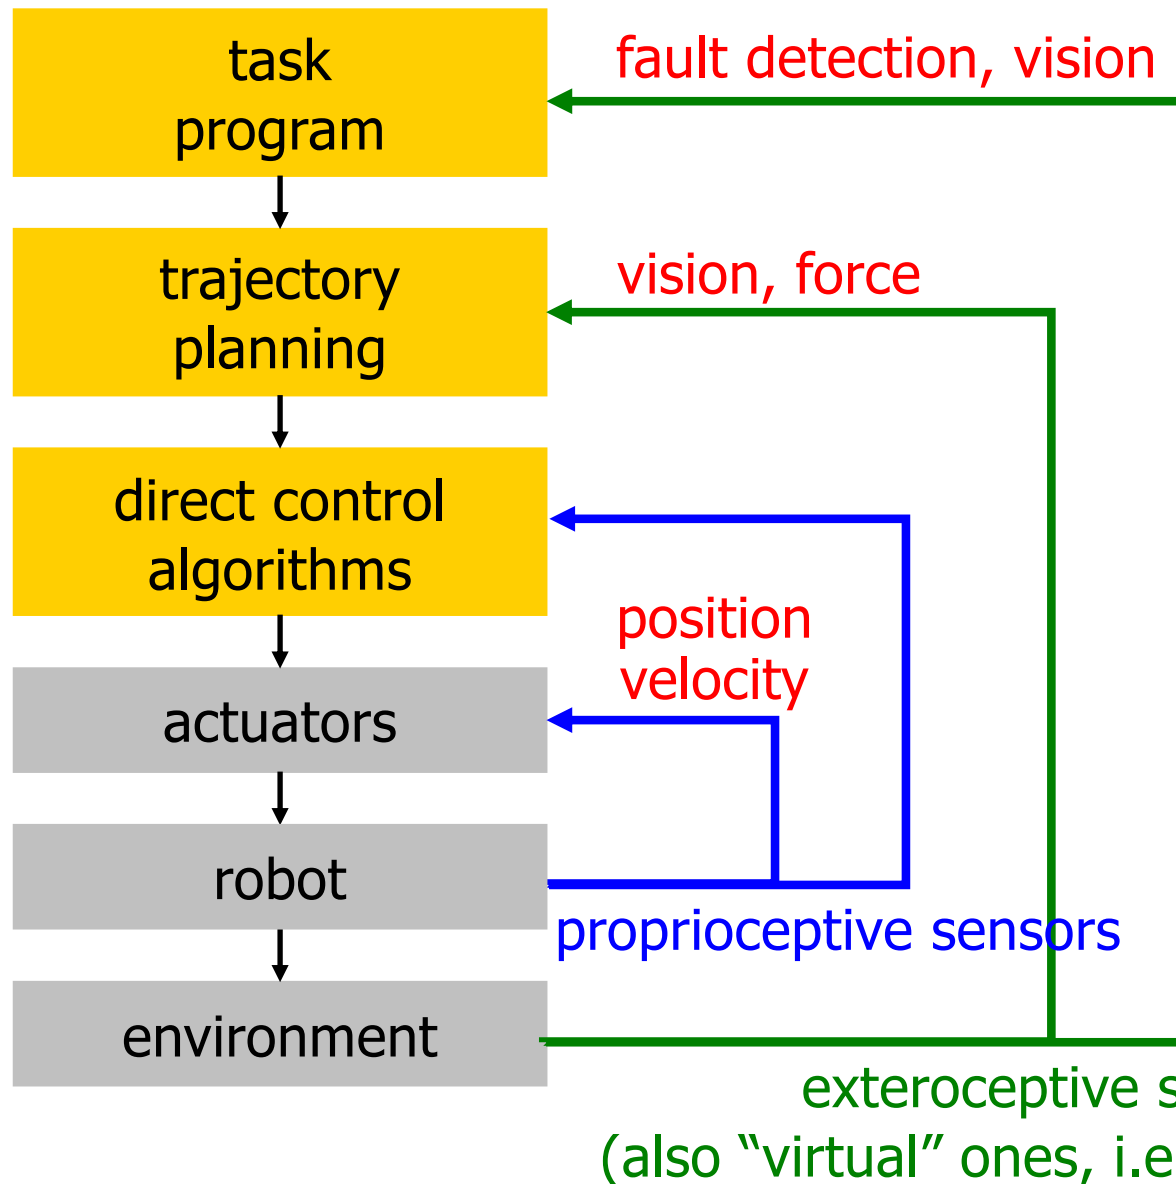 task
program
fault detection, vision
trajectory
planning
vision, force
direct control
algorithms
position
velocity
actuators
robot
proprioceptive sensors
environment
exteroceptive s
(also “virtual” ones, i.e